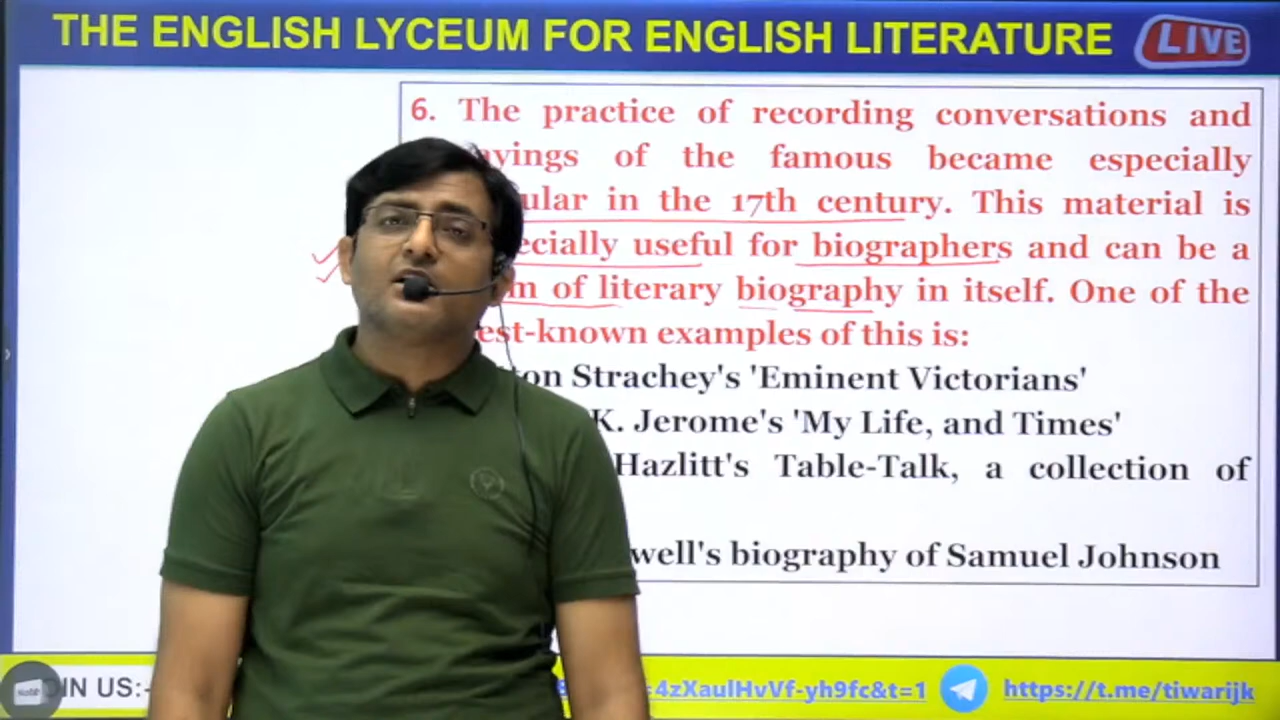 THE ENGLISH LYCEUM FOR ENGLISH LITERATURE
LIVE
6. The practice of recording conversations and
of the famous became especially
in the 17th century. This material is
useful for biographers and can be a
of literary biography in itself. One of the
examples of this is:
Strachey's 'Eminent Victorians'
K. Jerome's 'My Life, and Times'
Hazlitt's Table-Talk, a collection of
biography of Samuel Johnson
US:-
=4zXaulHvVf-yh9fc&t=1
https://t.me/tiwarijk